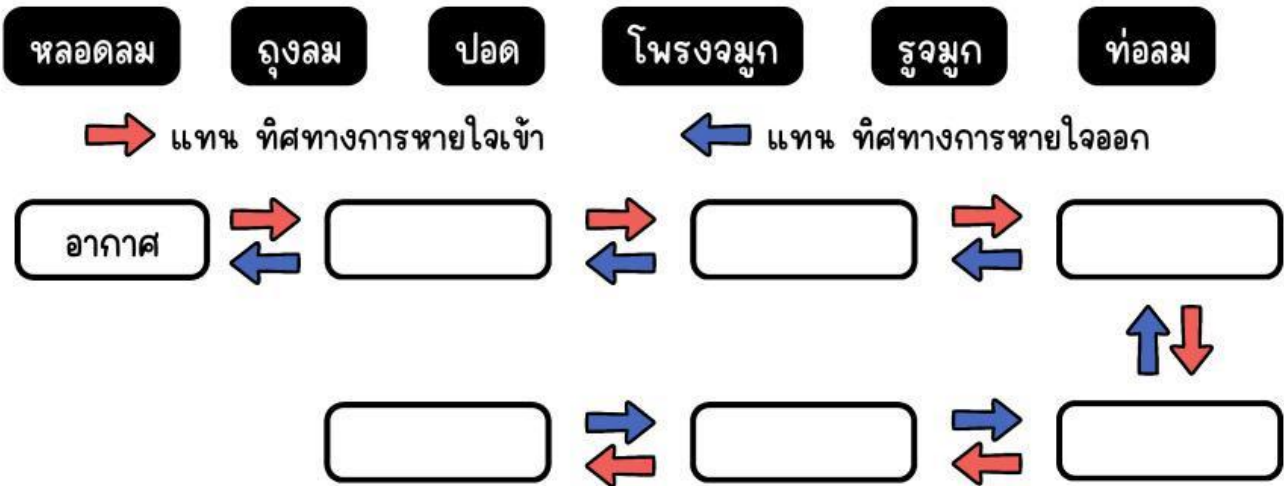 หลอดลม ถุงลม ปอด โพรงจมูก รูจมูก ท่อลม
แทน ทิศทางการหายใจเข้า แทน ทิศทางการหายใจออก
อากาศ